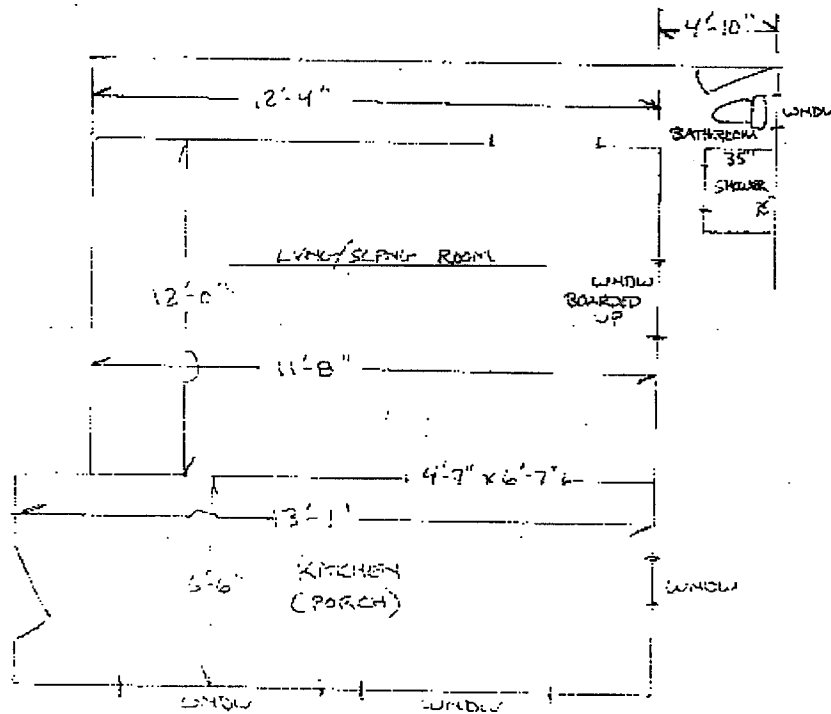 4'-10"
12'-4"
WNDW
BATHROOM
35"
SHOWER
LVNG/SLPNG ROOM
WNDW
BOARDED
UP
12'-0"
11'-8"
4'-7" x 6'-7"
13'-1"
KITCHEN
(PORCH)
WNDW
WNDW
WNDW